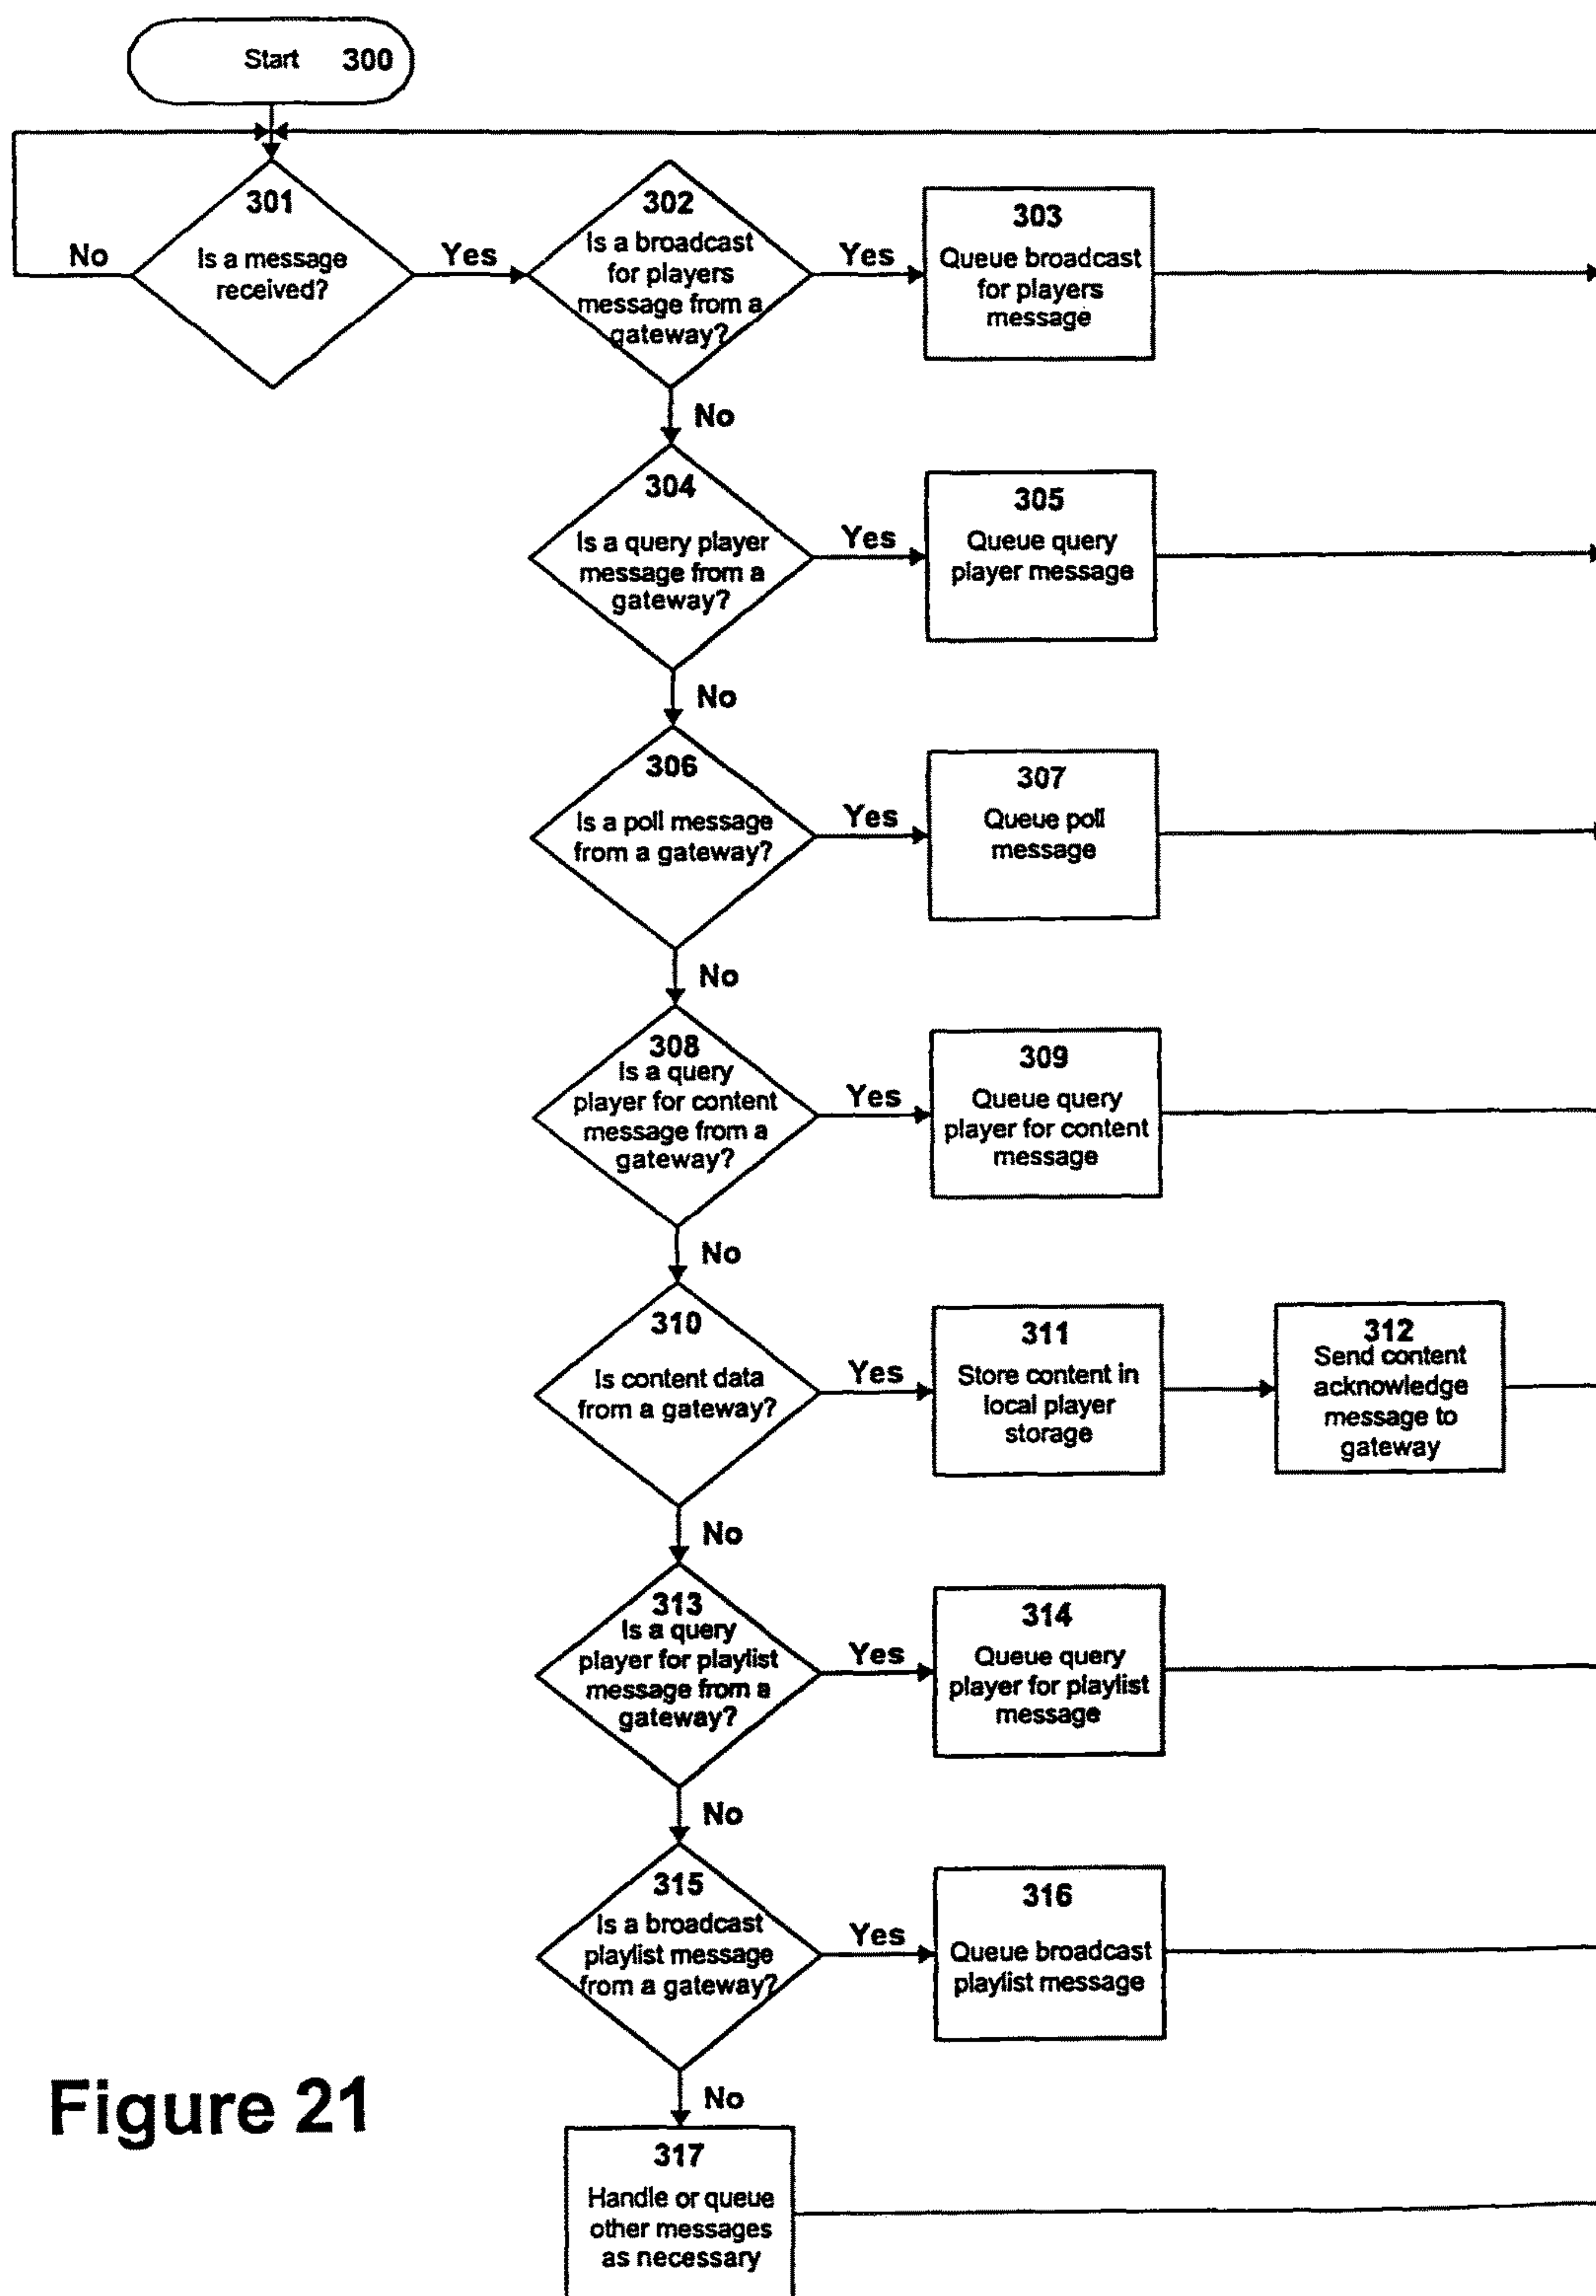 Start 300
301
Is a message
received?
No
Yes
302
Is a broadcast
for players
message from a
gateway?
Yes
303
Queue broadcast
for players
message
No
304
Is a query player
message from a
gateway?
Yes
305
Queue query
player message
No
306
Is a poll message
from a gateway?
Yes
307
Queue poll
message
No
308
Is a query
player for content
message from a
gateway?
Yes
309
Queue query
player for content
message
No
310
Is content data
from a gateway?
Yes
311
Store content in
local player
storage
312
Send content
acknowledge
message to
gateway
No
313
Is a query
player for playlist
message from a
gateway?
Yes
314
Queue query
player for playlist
message
No
315
Is a broadcast
playlist message
from a gateway?
Yes
316
Queue broadcast
playlist message
No
317
Handle or queue
other messages
as necessary
Figure 21